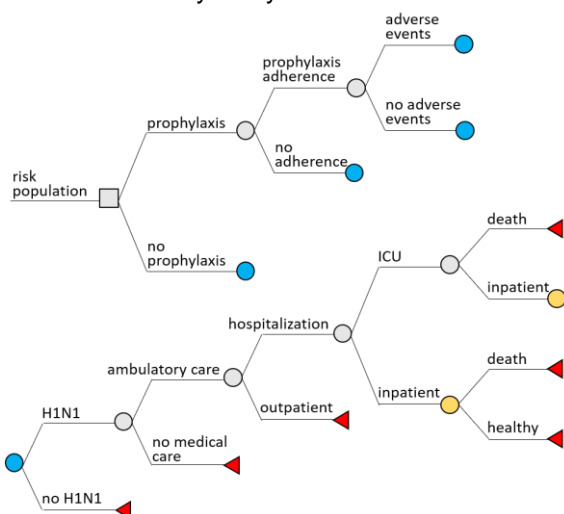 adverse
events
prophylaxis
adherence
no adverse
events
prophylaxis
no
adherence
risk
population
no
prophylaxis
death
ICU
inpatient
hospitalization
death
ambulatory care
inpatient
outpatient
H1N1
healthy
no medical
care
no H1N1